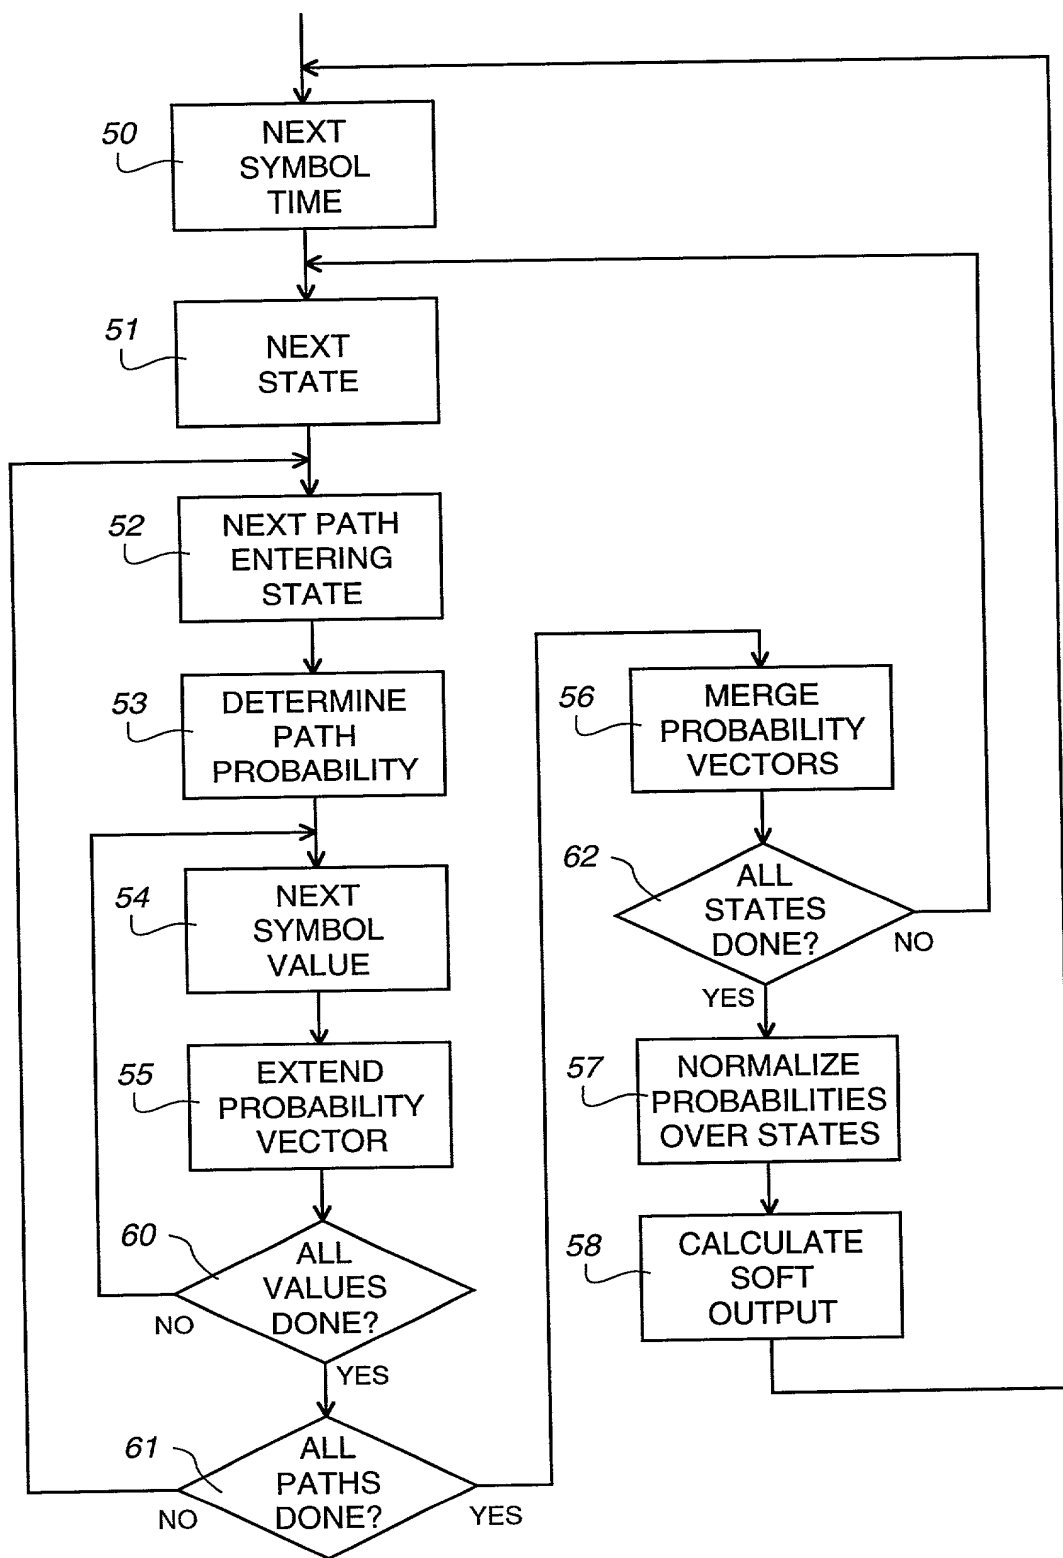 50
NEXT
SYMBOL
TIME
51
NEXT
STATE
52
NEXT PATH
ENTERING
STATE
53
DETERMINE
PATH
PROBABILITY
54
NEXT
SYMBOL
VALUE
55
EXTEND
PROBABILITY
VECTOR
60
ALL
VALUES
DONE?
NO
YES
61
ALL
PATHS
DONE?
NO
YES
56
MERGE
PROBABILITY
VECTORS
62
ALL
STATES
DONE?
NO
YES
57
NORMALIZE
PROBABILITIES
OVER STATES
58
CALCULATE
SOFT
OUTPUT